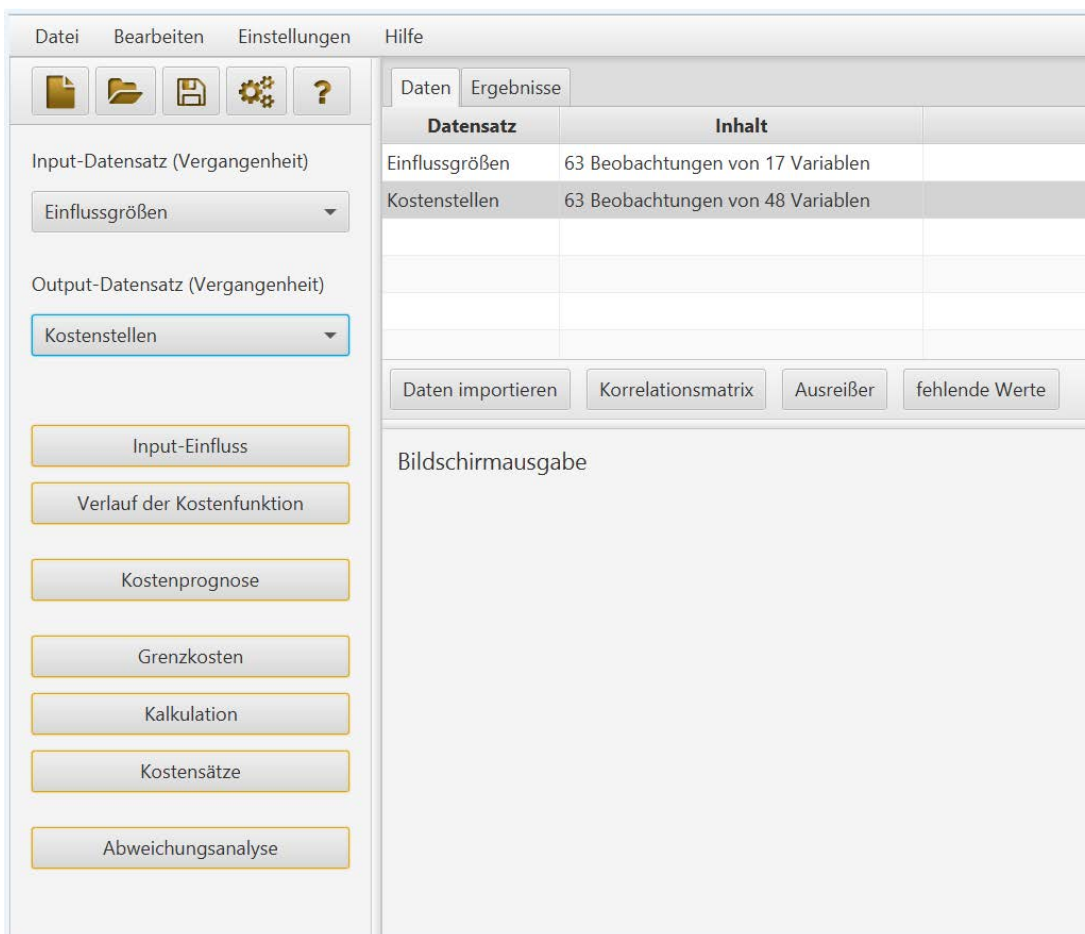 Datei Bearbeiten Einstellungen Hilfe
?
Input-Datensatz (Vergangenheit)
Einflussgrößen
Output-Datensatz (Vergangenheit)
Kostenstellen
Input-Einfluss
Verlauf der Kostenfunktion
Kostenprognose
Grenzkosten
Kalkulation
Kostensätze
Abweichungsanalyse
Daten Ergebnisse
Datensatz Inhalt
Einflussgrößen 63 Beobachtungen von 17 Variablen
Kostenstellen 63 Beobachtungen von 48 Variablen
Daten importieren Korrelationsmatrix Ausreißer fehlende Werte
Bildschirmausgabe